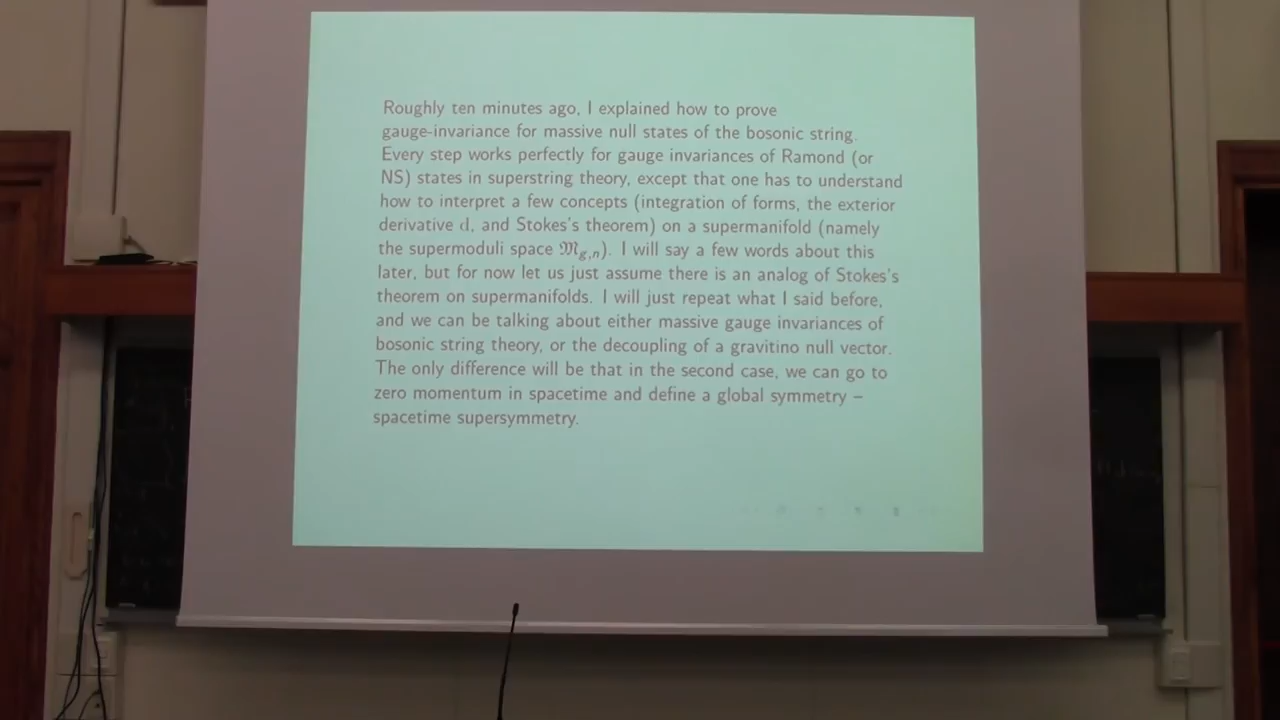 Roughly ten minutes ago, I explained how to prove
gauge-invariance for massive null states of the bosonic string.
Every step works perfectly for gauge invariances of Ramond (or
NS) states in superstring theory, except that one has to understand
how to interpret a few concepts (integration of forms, the exterior
derivative d, and Stokes's theorem) on a supermanifold (namely
the supermoduli space 𝔐g,n). I will say a few words about this
later, but for now let us just assume there is an analog of Stokes's
theorem on supermanifolds. I will just repeat what I said before,
and we can be talking about either massive gauge invariances of
bosonic string theory, or the decoupling of a gravitino null vector.
The only difference will be that in the second case, we can go to
zero momentum in spacetime and define a global symmetry –
spacetime supersymmetry.